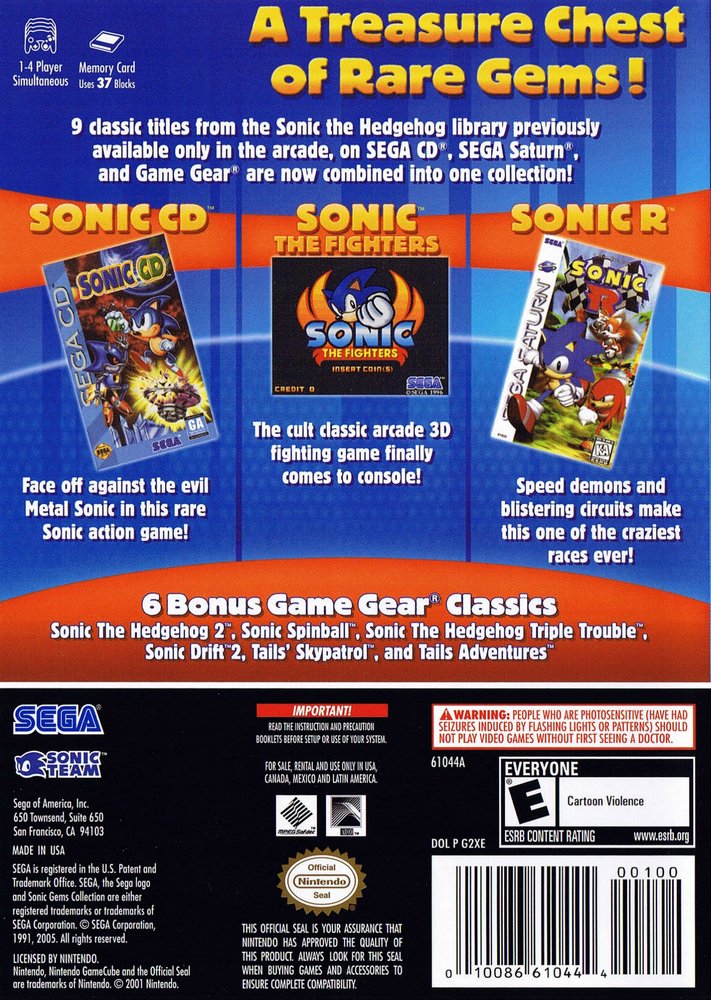 A Treasure Chest
of Rare Gems!
1-4 Player
Simultaneous
Memory Card
Uses 37 Blocks
9 classic titles from the Sonic the Hedgehog library previously
available only in the arcade, on SEGA CD®, SEGA Saturn®,
and Game Gear® are now combined into one collection!
SONIC CD™
SONIC CD
SEGA CD
GA
SEGA
Face off against the evil
Metal Sonic in this rare
Sonic action game!
SONIC™
THE FIGHTERS
SONIC
THE FIGHTERS
INSERT COIN(S)
CREDIT 0
SEGA
©SEGA 1996
The cult classic arcade 3D
fighting game finally
comes to console!
SONIC R™
SEGA
SONIC
R
SEGA SATURN
KA
Speed demons and
blistering circuits make
this one of the craziest
races ever!
6 Bonus Game Gear® Classics
Sonic The Hedgehog 2™, Sonic Spinball™, Sonic The Hedgehog Triple Trouble™,
Sonic Drift™2, Tails' Skypatrol™, and Tails Adventures™
SEGA®
SONIC
TEAM™
Sega of America, Inc.
650 Townsend, Suite 650
San Francisco, CA 94103
MADE IN USA
SEGA is registered in the U.S. Patent and
Trademark Office. SEGA, the Sega logo
and Sonic Gems Collection are either
registered trademarks or trademarks of
SEGA Corporation. © SEGA Corporation,
1991, 2005. All rights reserved.
LICENSED BY NINTENDO.
Nintendo, Nintendo GameCube and the Official Seal
are trademarks of Nintendo. © 2001 Nintendo.
IMPORTANT!
READ THE INSTRUCTION AND PRECAUTION
BOOKLETS BEFORE SETUP OR USE OF YOUR SYSTEM.
FOR SALE, RENTAL AND USE ONLY IN USA,
CANADA, MEXICO AND LATIN AMERICA.
MPEG Sofdec™
Official
Nintendo
Seal
THIS OFFICIAL SEAL IS YOUR ASSURANCE THAT
NINTENDO HAS APPROVED THE QUALITY OF
THIS PRODUCT. ALWAYS LOOK FOR THIS SEAL
WHEN BUYING GAMES AND ACCESSORIES TO
ENSURE COMPLETE COMPATIBILITY.
WARNING: PEOPLE WHO ARE PHOTOSENSITIVE (HAVE HAD
SEIZURES INDUCED BY FLASHING LIGHTS OR PATTERNS) SHOULD
NOT PLAY VIDEO GAMES WITHOUT FIRST SEEING A DOCTOR.
61044A
EVERYONE
E
Cartoon Violence
ESRB CONTENT RATING www.esrb.org
DOL P G2XE
00100
0 10086 61044 4